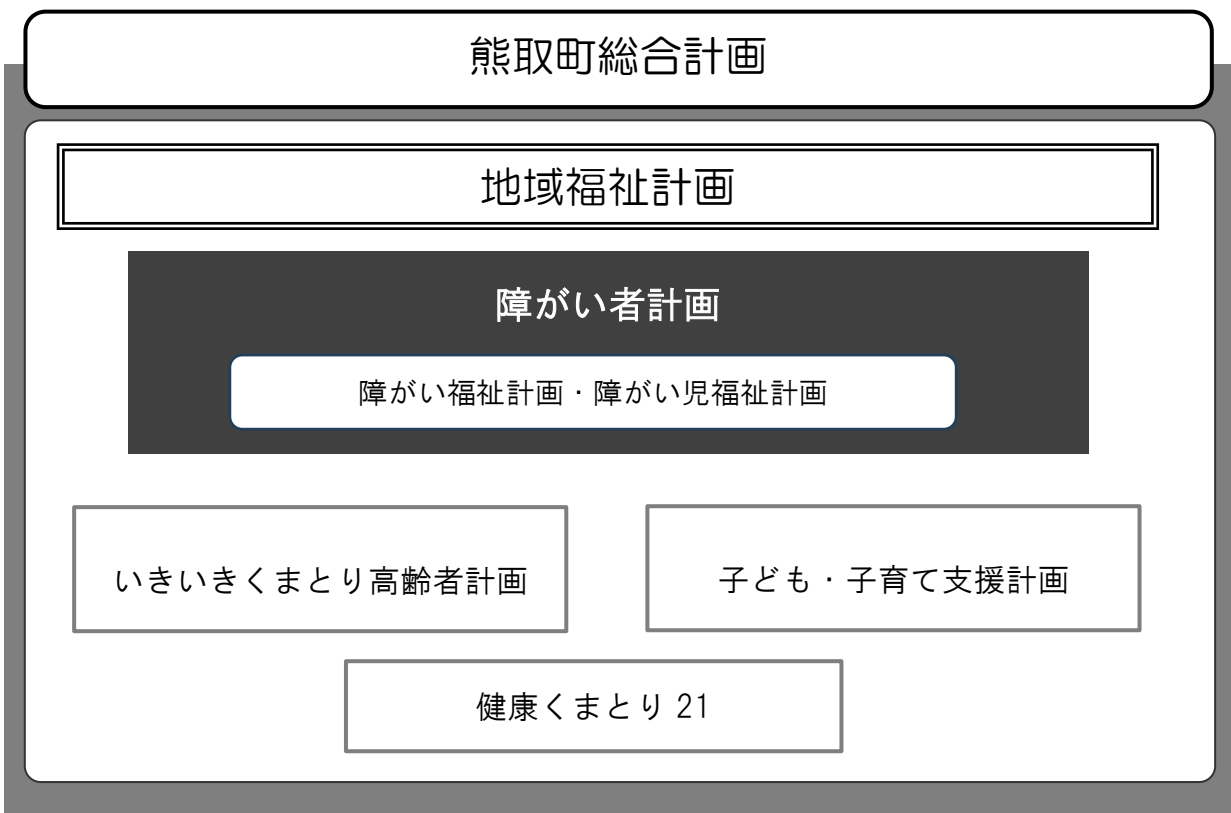 熊取町総合計画
地域福祉計画
障がい者計画
障がい福祉計画・障がい児福祉計画
いきいきくまとり高齢者計画
子ども・子育て支援計画
健康くまとり 21